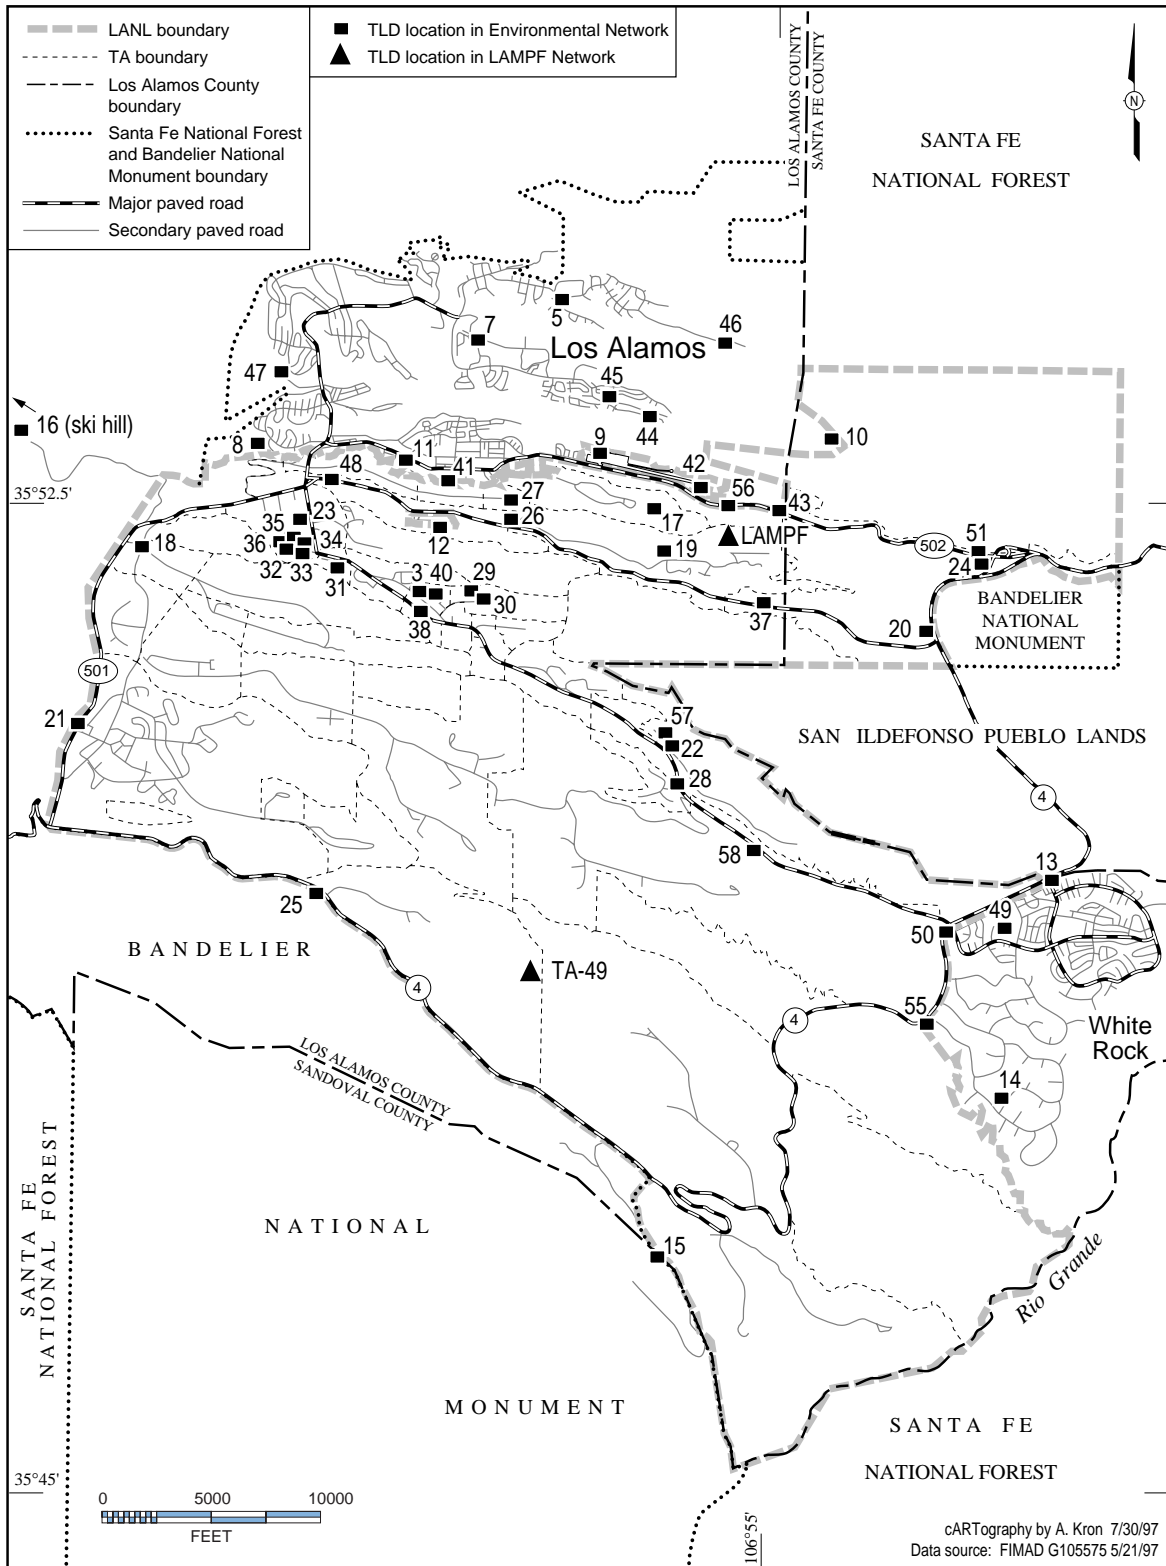 LANL boundary
TA boundary
Los Alamos County
boundary
Santa Fe National Forest
and Bandelier National
Monument boundary
Major paved road
Secondary paved road
TLD location in Environmental Network
TLD location in LAMPF Network
LOS ALAMOS COUNTY
SANTA FE COUNTY
N
SANTA FE
NATIONAL FOREST
5
7
46
Los Alamos
47
45
16 (ski hill)
44
8
11
9
10
48
41
42
35°52.5'
27
56
43
23
26
17
35
34
12
LAMPF
502
51
18
36
19
24
32
33
31
3
40
29
30
BANDELIER
NATIONAL
MONUMENT
38
37
20
501
21
57
22
SAN ILDEFONSO PUEBLO LANDS
28
4
58
13
25
49
50
BANDELIER
TA-49
4
4
55
White
Rock
LOS ALAMOS COUNTY
SANDOVAL COUNTY
14
SANTA FE
NATIONAL FOREST
NATIONAL
15
Rio Grande
MONUMENT
SANTA FE
NATIONAL FOREST
35°45'
0 5000 10000
FEET
106°55'
cARTography by A. Kron 7/30/97
Data source: FIMAD G105575 5/21/97